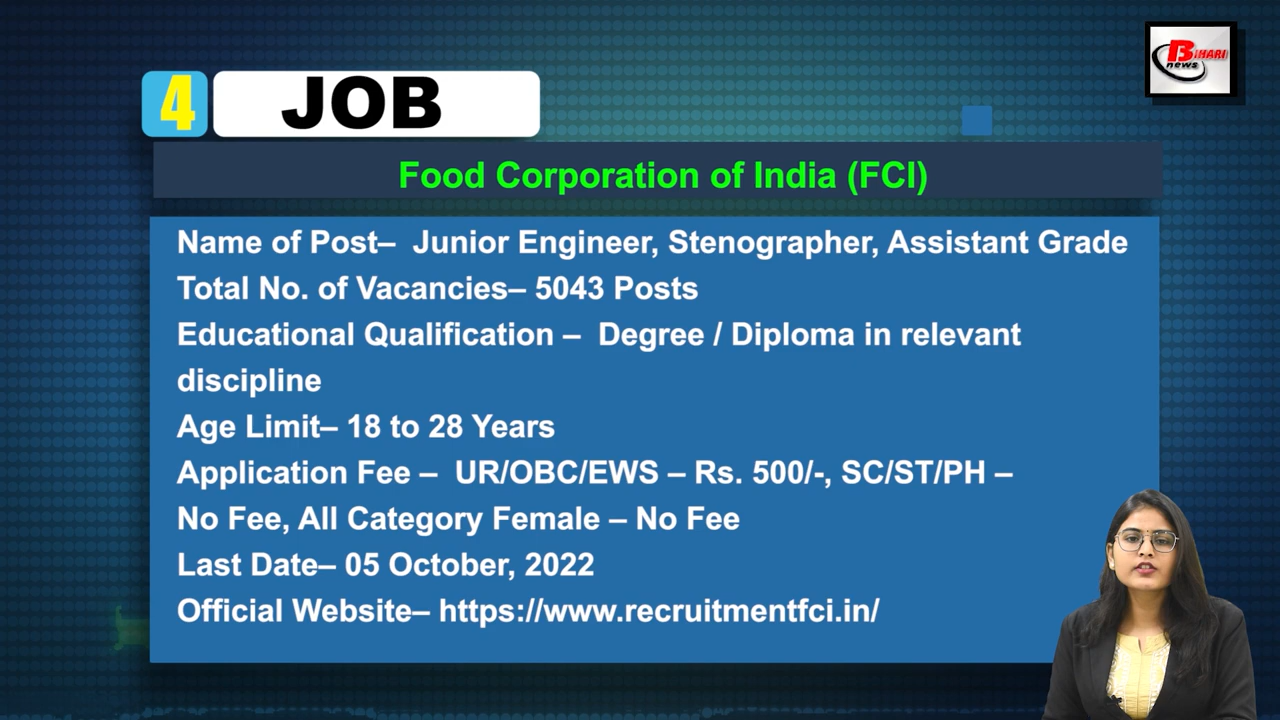 BIHARI
news
4 JOB
Food Corporation of India (FCI)
Name of Post– Junior Engineer, Stenographer, Assistant Grade
Total No. of Vacancies– 5043 Posts
Educational Qualification – Degree / Diploma in relevant
discipline
Age Limit– 18 to 28 Years
Application Fee – UR/OBC/EWS – Rs. 500/-, SC/ST/PH –
No Fee, All Category Female – No Fee
Last Date– 05 October, 2022
Official Website– https://www.recruitmentfci.in/